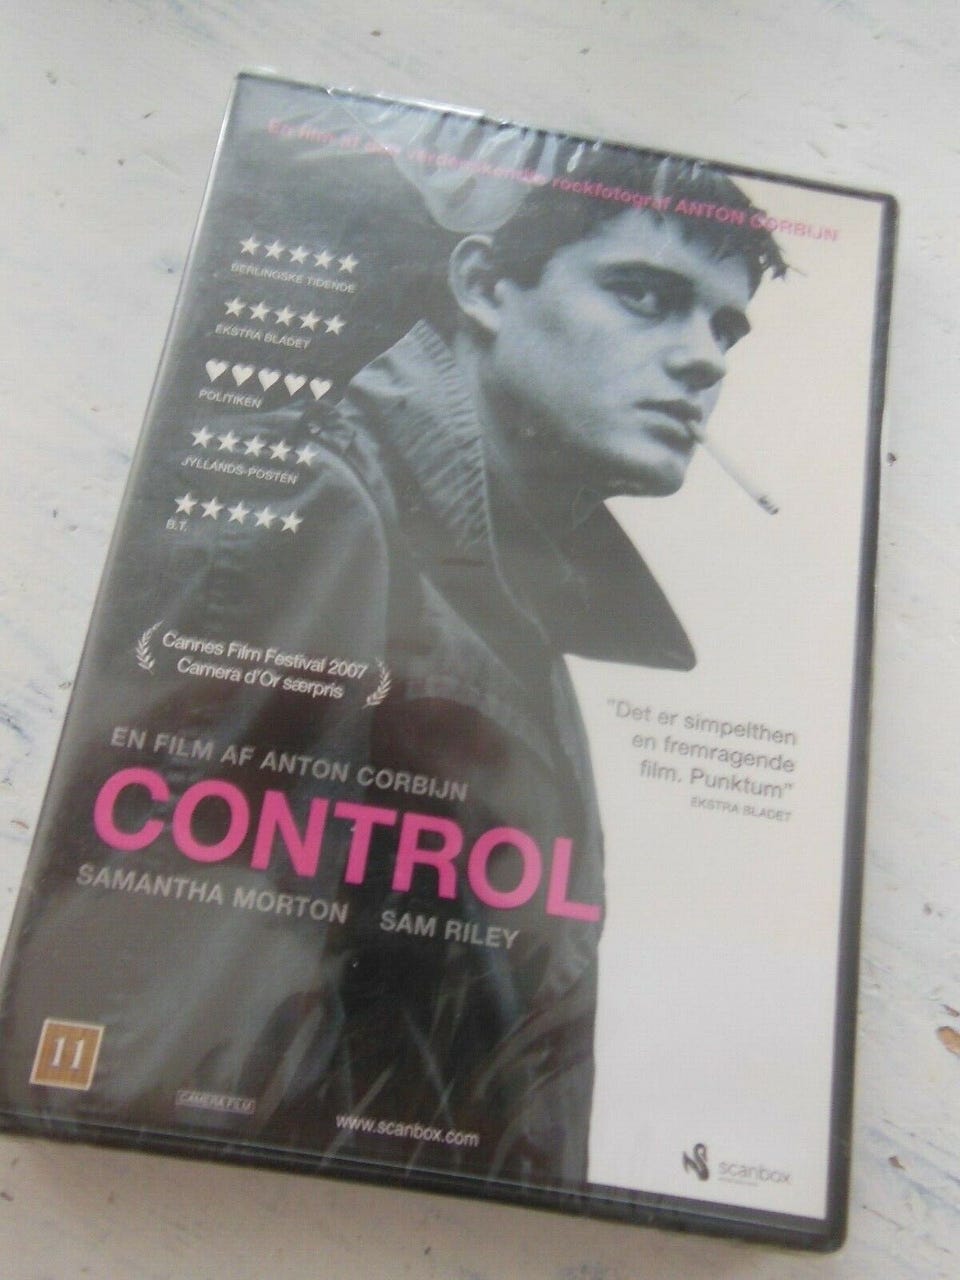 En film af den verdenskendte rockfotograf ANTON CORBIJN
BERLINGSKE TIDENDE
EKSTRA BLADET
POLITIKEN
JYLLANDS-POSTEN
B.T.
Cannes Film Festival 2007
Camera d'Or særpris
"Det er simpelthen
en fremragende
film. Punktum"
EKSTRA BLADET
EN FILM AF ANTON CORBIJN
CONTROL
SAMANTHA MORTON SAM RILEY
11
CAMERA FILM
www.scanbox.com
scanbox